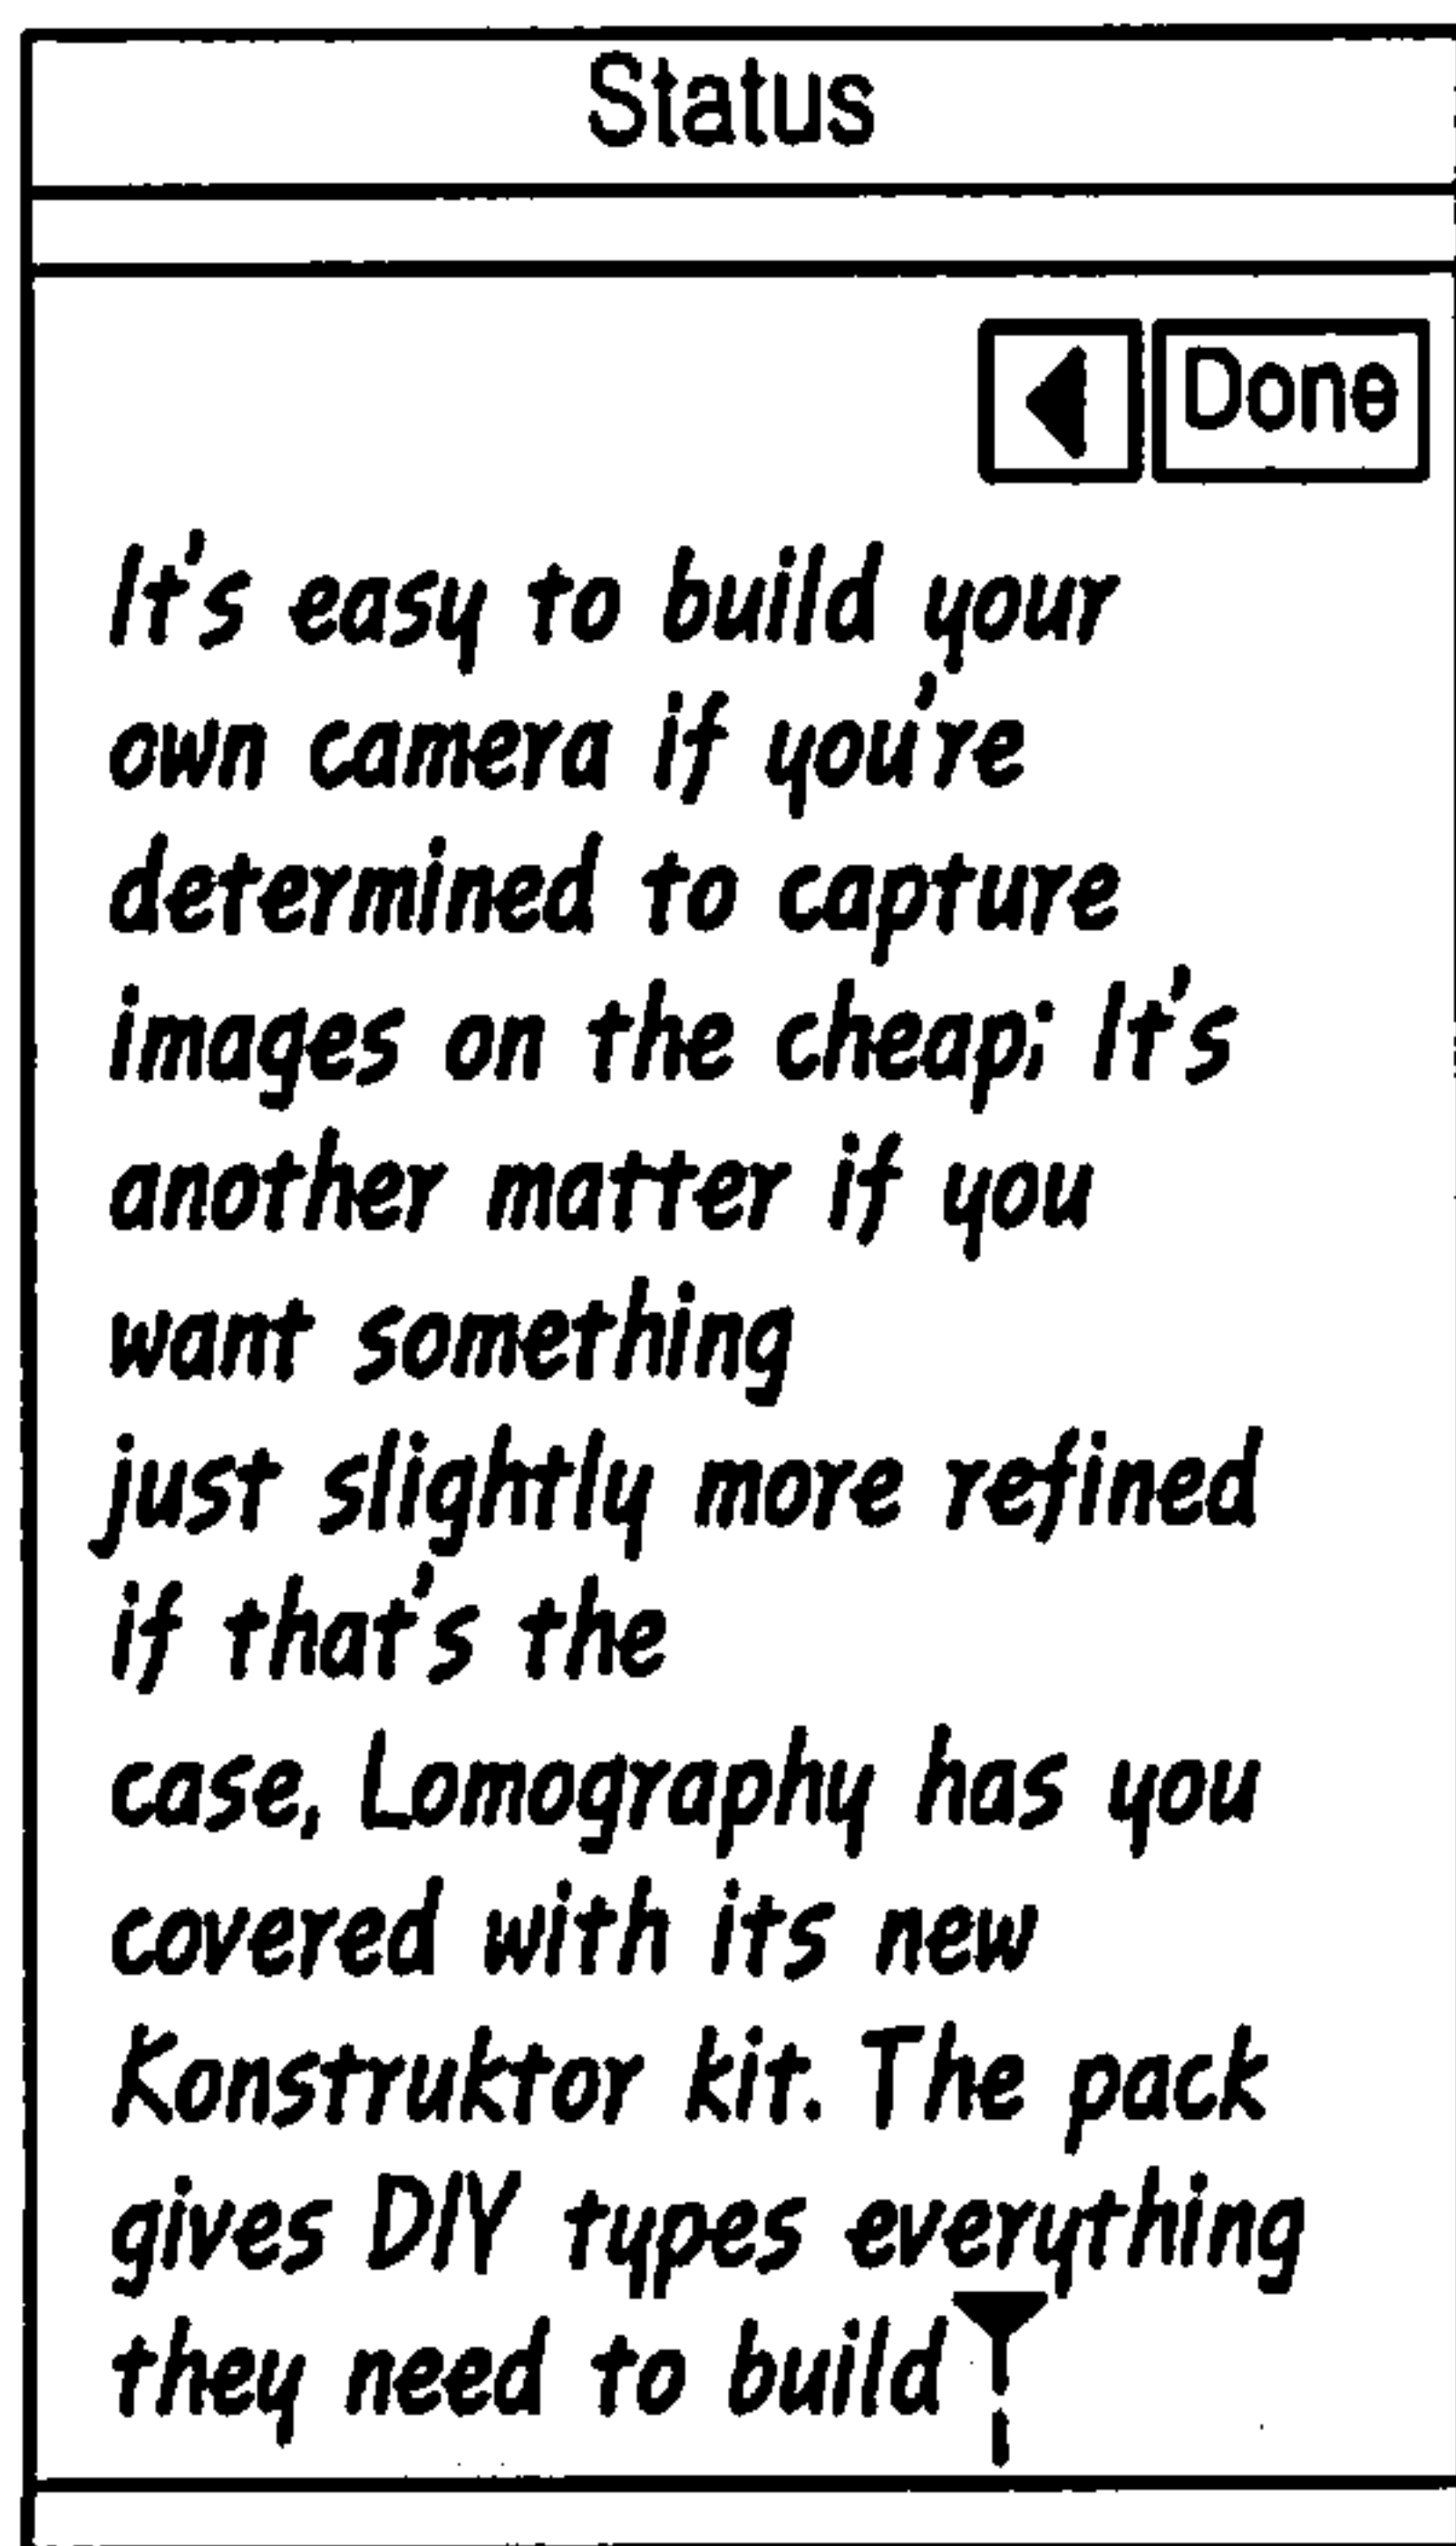 Status
Done
It's easy to build your
own camera if you're
determined to capture
images on the cheap; It's
another matter if you
want something
just slightly more refined
if that's the
case, Lomography has you
covered with its new
Konstruktor kit. The pack
gives DIY types everything
they need to build